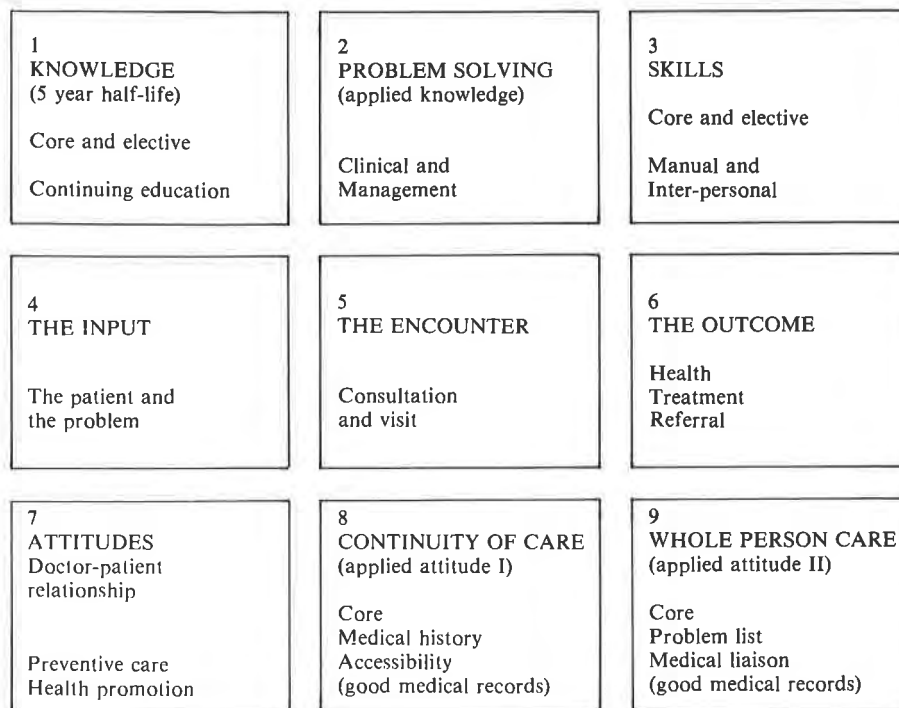 1
KNOWLEDGE
(5 year half-life)
Core and elective
Continuing education
2
PROBLEM SOLVING
(applied knowledge)
Clinical and
Management
3
SKILLS
Core and elective
Manual and
Inter-personal
4
THE INPUT
The patient and
the problem
5
THE ENCOUNTER
Consultation
and visit
6
THE OUTCOME
Health
Treatment
Referral
7
ATTITUDES
Doctor-patient
relationship
Preventive care
Health promotion
8
CONTINUITY OF CARE
(applied attitude I)
Core
Medical history
Accessibility
(good medical records)
9
WHOLE PERSON CARE
(applied attitude II)
Core
Problem list
Medical liaison
(good medical records)